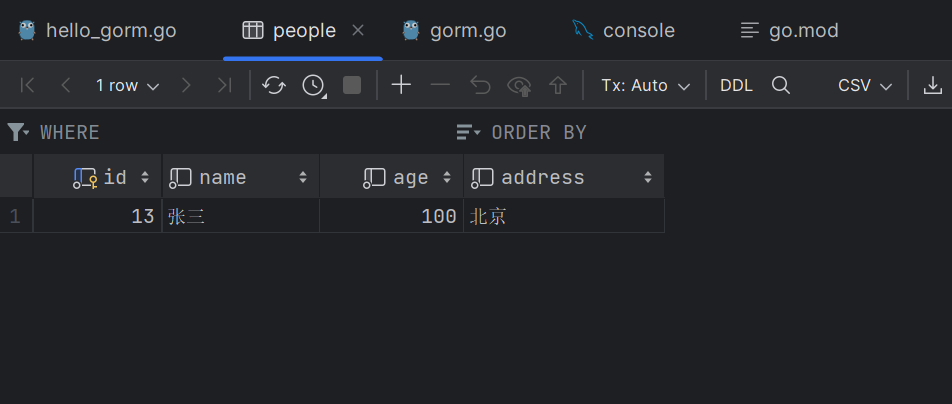 hello_gorm.go people gorm.go console go.mod
1 row Tx: Auto DDL CSV
WHERE ORDER BY
id name age address
1 13 张三 100 北京